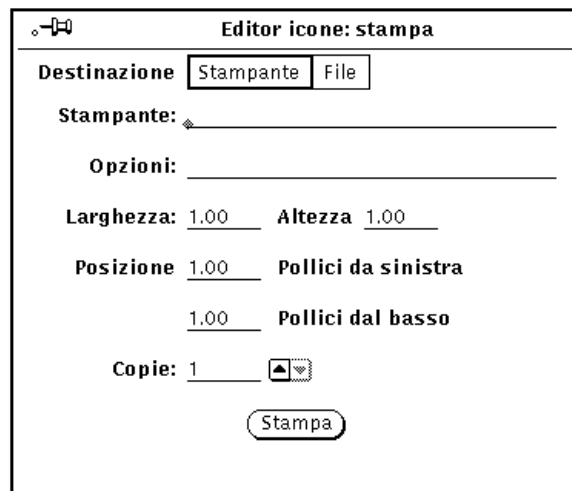 Editor icone: stampa
Destinazione Stampante File
Stampante:
Opzioni:
Larghezza: 1.00 Altezza 1.00
Posizione 1.00 Pollici da sinistra
1.00 Pollici dal basso
Copie: 1
Stampa